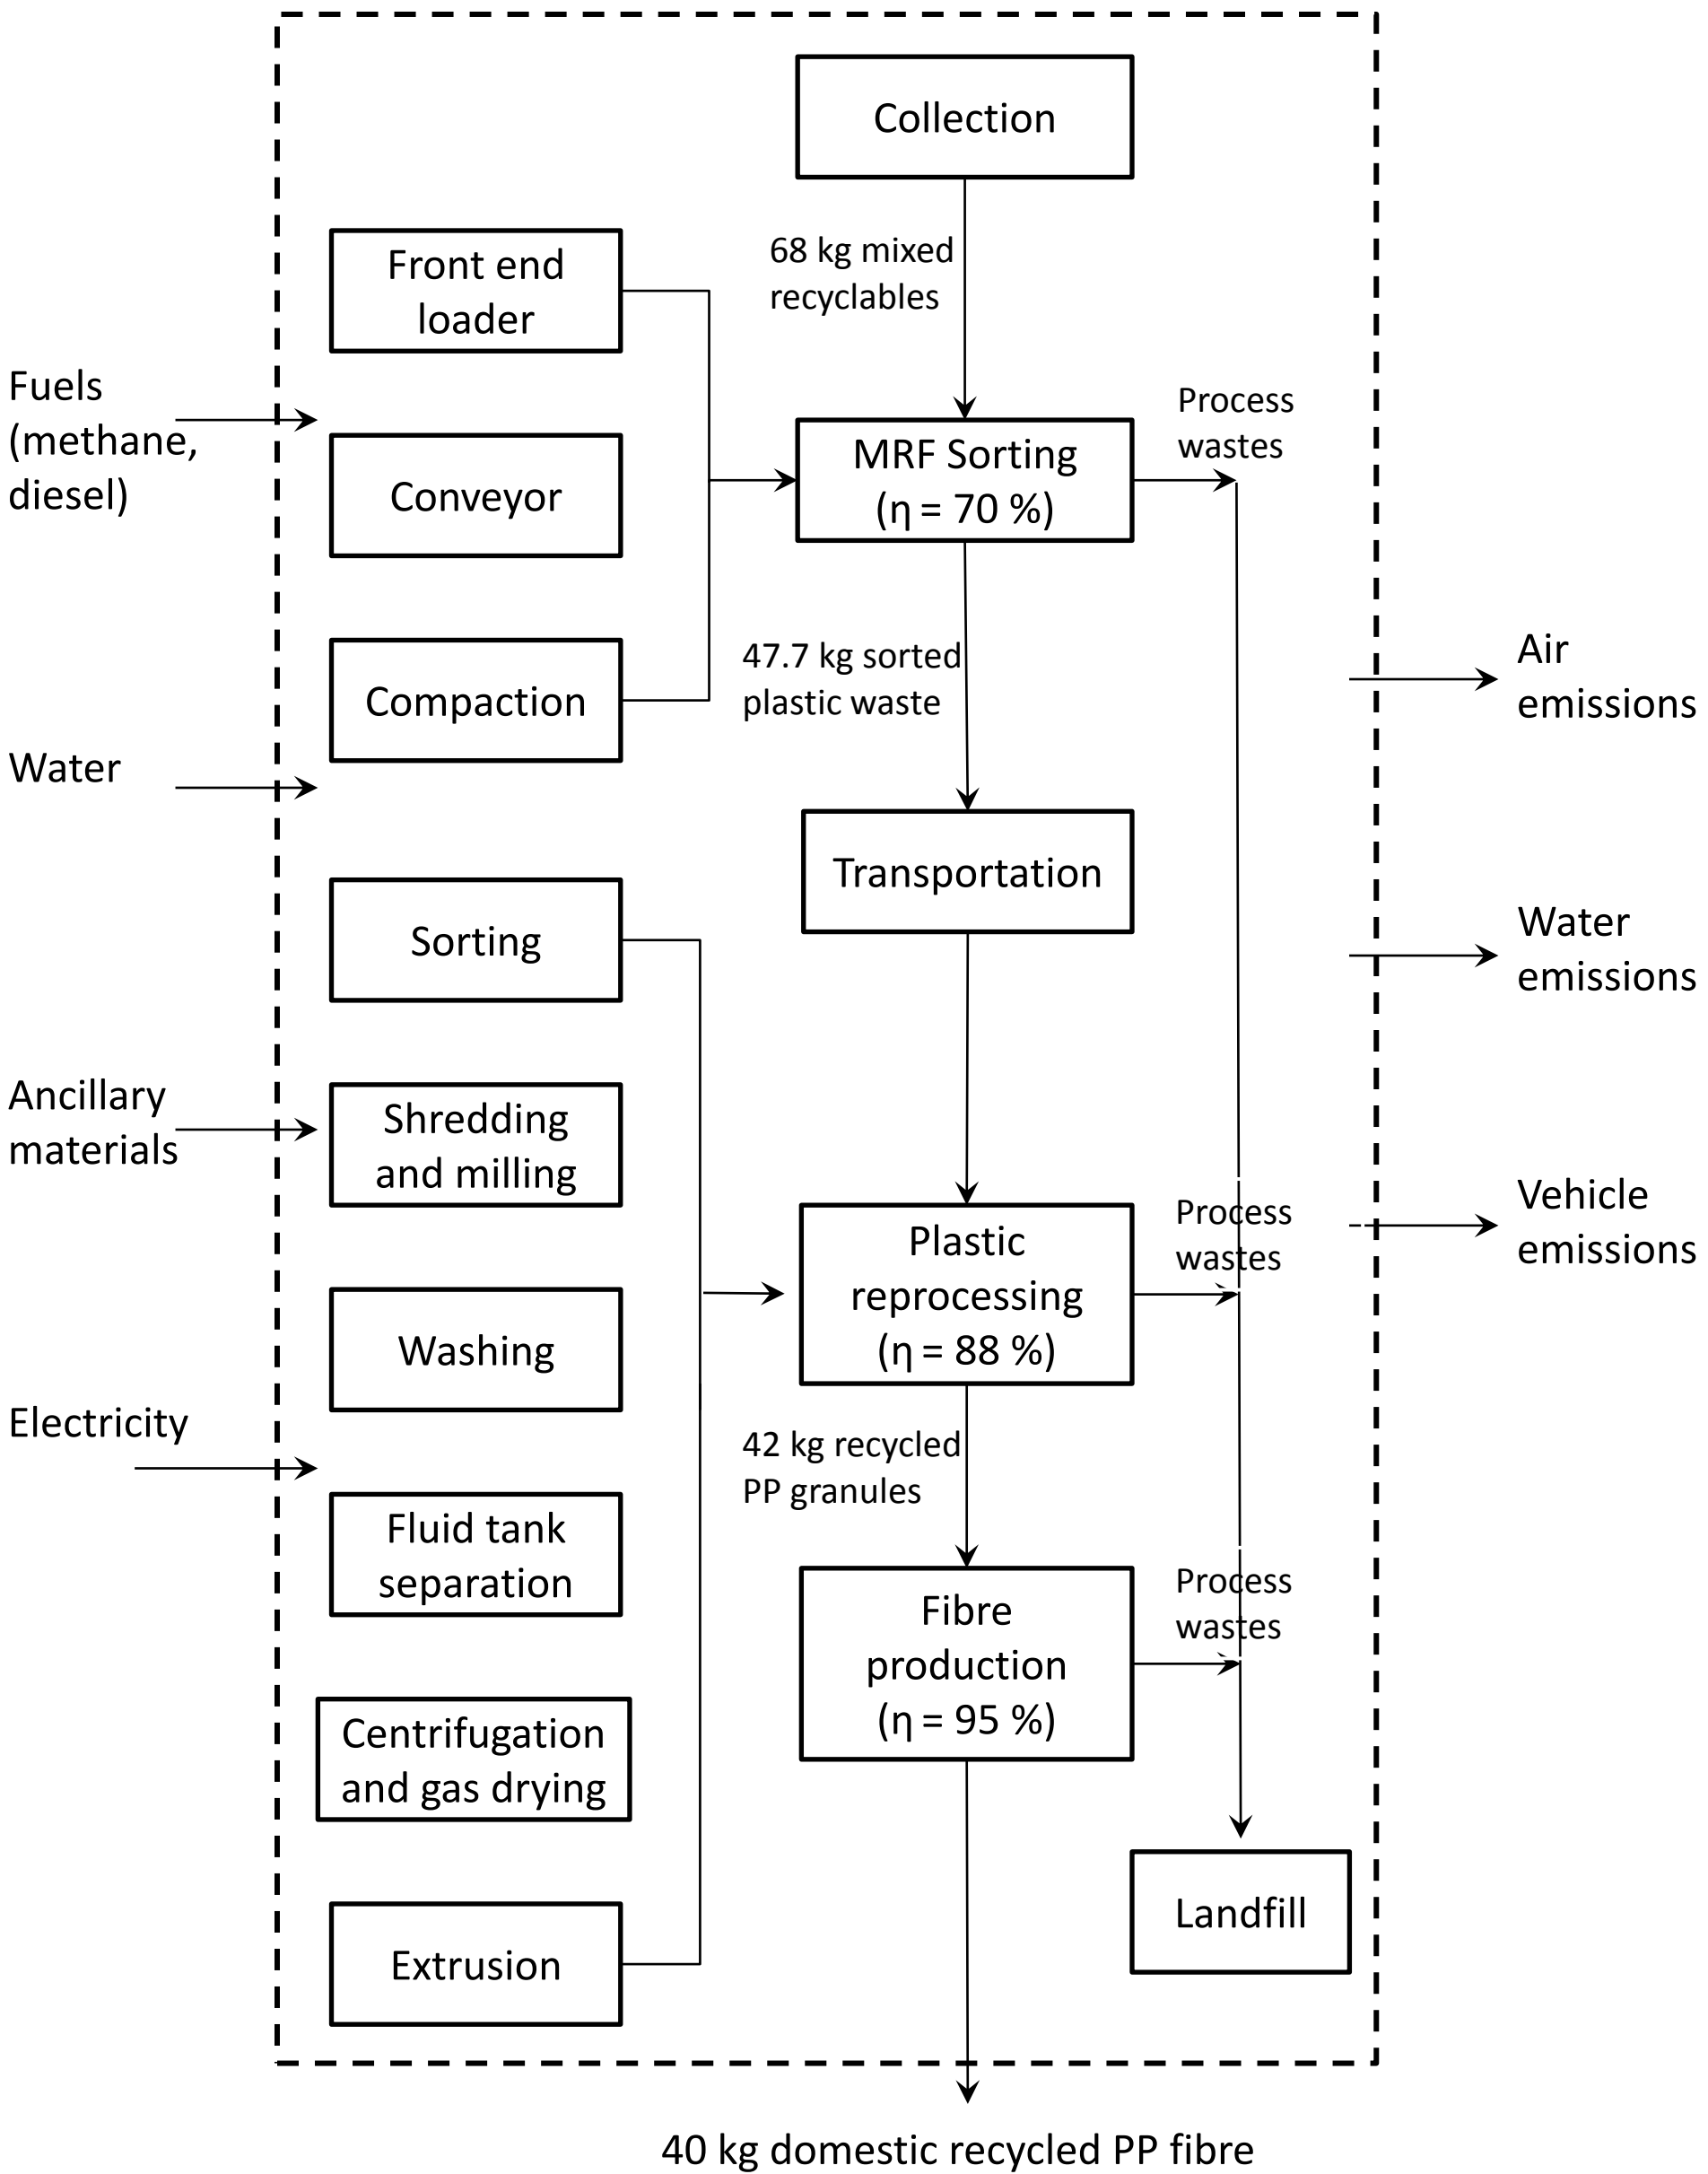 Collection
68 kg mixed
recyclables
Front end
loader
Fuels
(methane,
diesel)
Process
wastes
MRF Sorting
(η = 70 %)
Conveyor
47.7 kg sorted
plastic waste
Compaction
Air
emissions
Water
Transportation
Sorting
Water
emissions
Ancillary
materials
Shredding
and milling
Vehicle
emissions
Process
wastes
Plastic
reprocessing
(η = 88 %)
Washing
Electricity
42 kg recycled
PP granules
Fluid tank
separation
Process
wastes
Fibre
production
(η = 95 %)
Centrifugation
and gas drying
Landfill
Extrusion
40 kg domestic recycled PP fibre